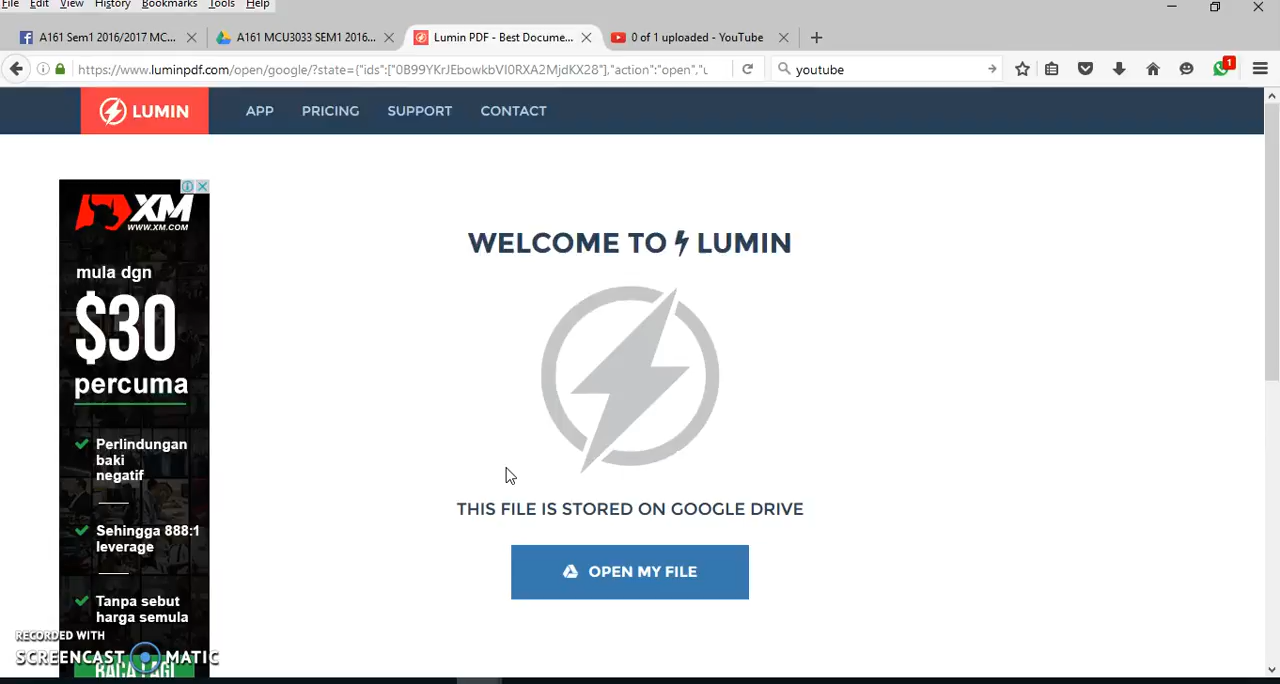 File Edit View History Bookmarks Tools Help
A161 Sem1 2016/2017 MC...
A161 MCU3033 SEM1 2016...
Lumin PDF - Best Docume...
0 of 1 uploaded - YouTube
https://www.luminpdf.com/open/google/?state={"ids":["0B99YKrJEbowkbVI0RXA2MjdKX28"],"action":"open","u
youtube
1
LUMIN
APP
PRICING
SUPPORT
CONTACT
XM
WWW.XM.COM
mula dgn
$30
percuma
Perlindungan
baki
negatif
Sehingga 888:1
leverage
Tanpa sebut
harga semula
BACA LAGI
WELCOME TO LUMIN
THIS FILE IS STORED ON GOOGLE DRIVE
OPEN MY FILE
RECORDED WITH
SCREENCAST MATIC